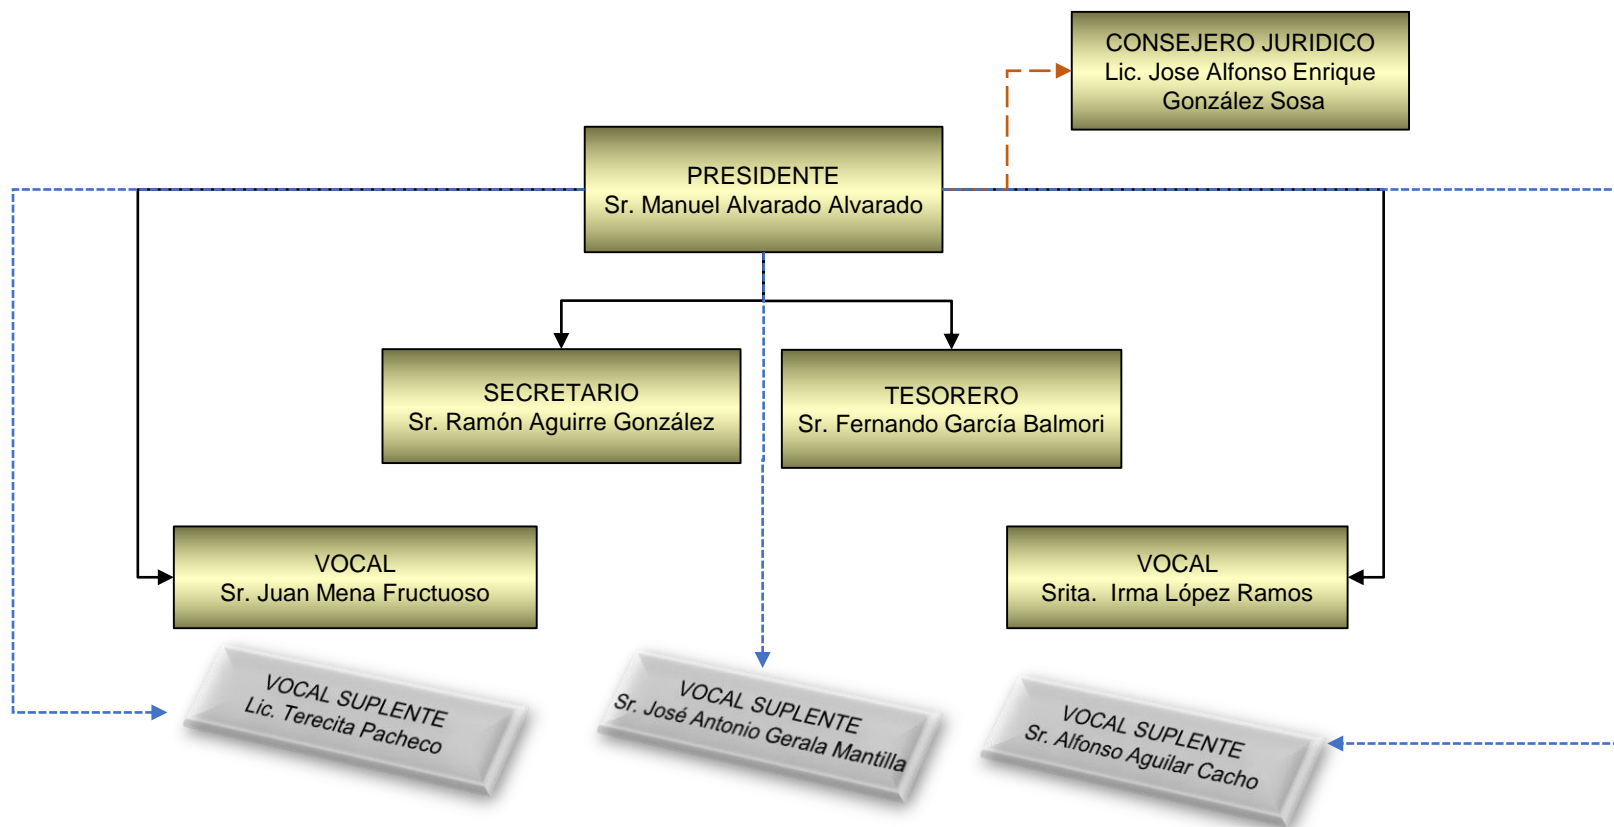 CONSEJERO JURIDICO
Lic. Jose Alfonso Enrique
González Sosa
PRESIDENTE
Sr. Manuel Alvarado Alvarado
SECRETARIO
Sr. Ramón Aguirre González
TESORERO
Sr. Fernando García Balmori
VOCAL
Sr. Juan Mena Fructuoso
VOCAL
Srita.  Irma López Ramos
VOCAL SUPLENTE
Lic. Terecita Pacheco
VOCAL SUPLENTE
Sr. José Antonio Gerala Mantilla
VOCAL SUPLENTE
Sr. Alfonso Aguilar Cacho